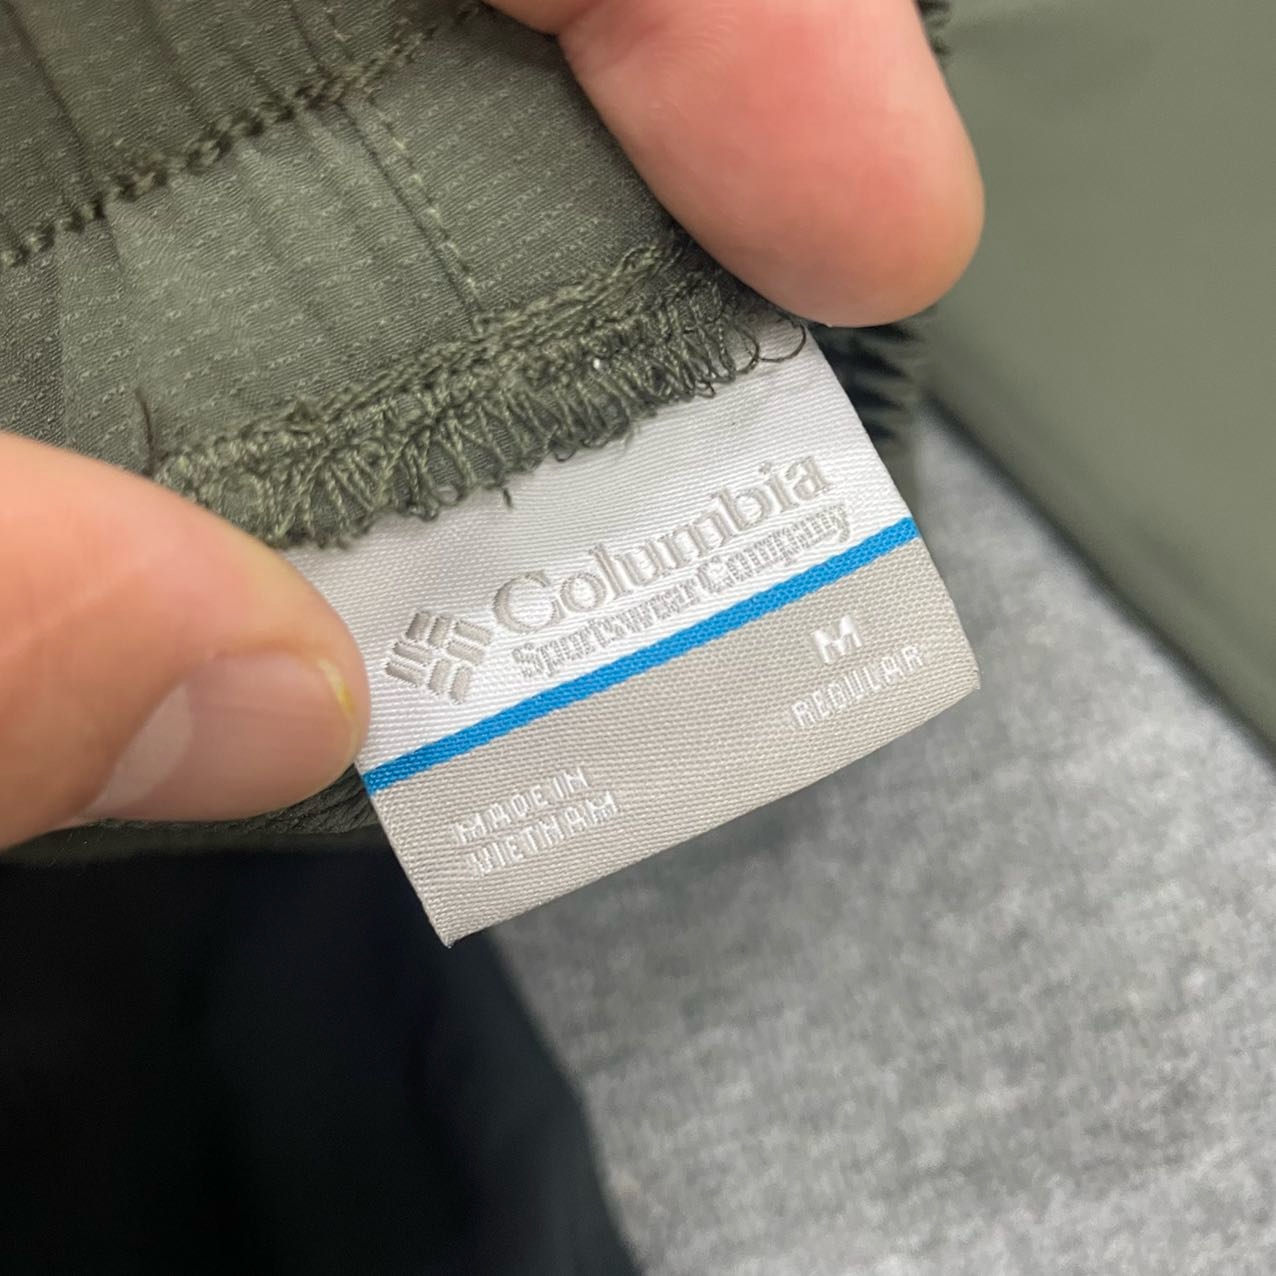 Columbia
Sportswear Company
M
REGULAR
MADE IN
VIETNAM